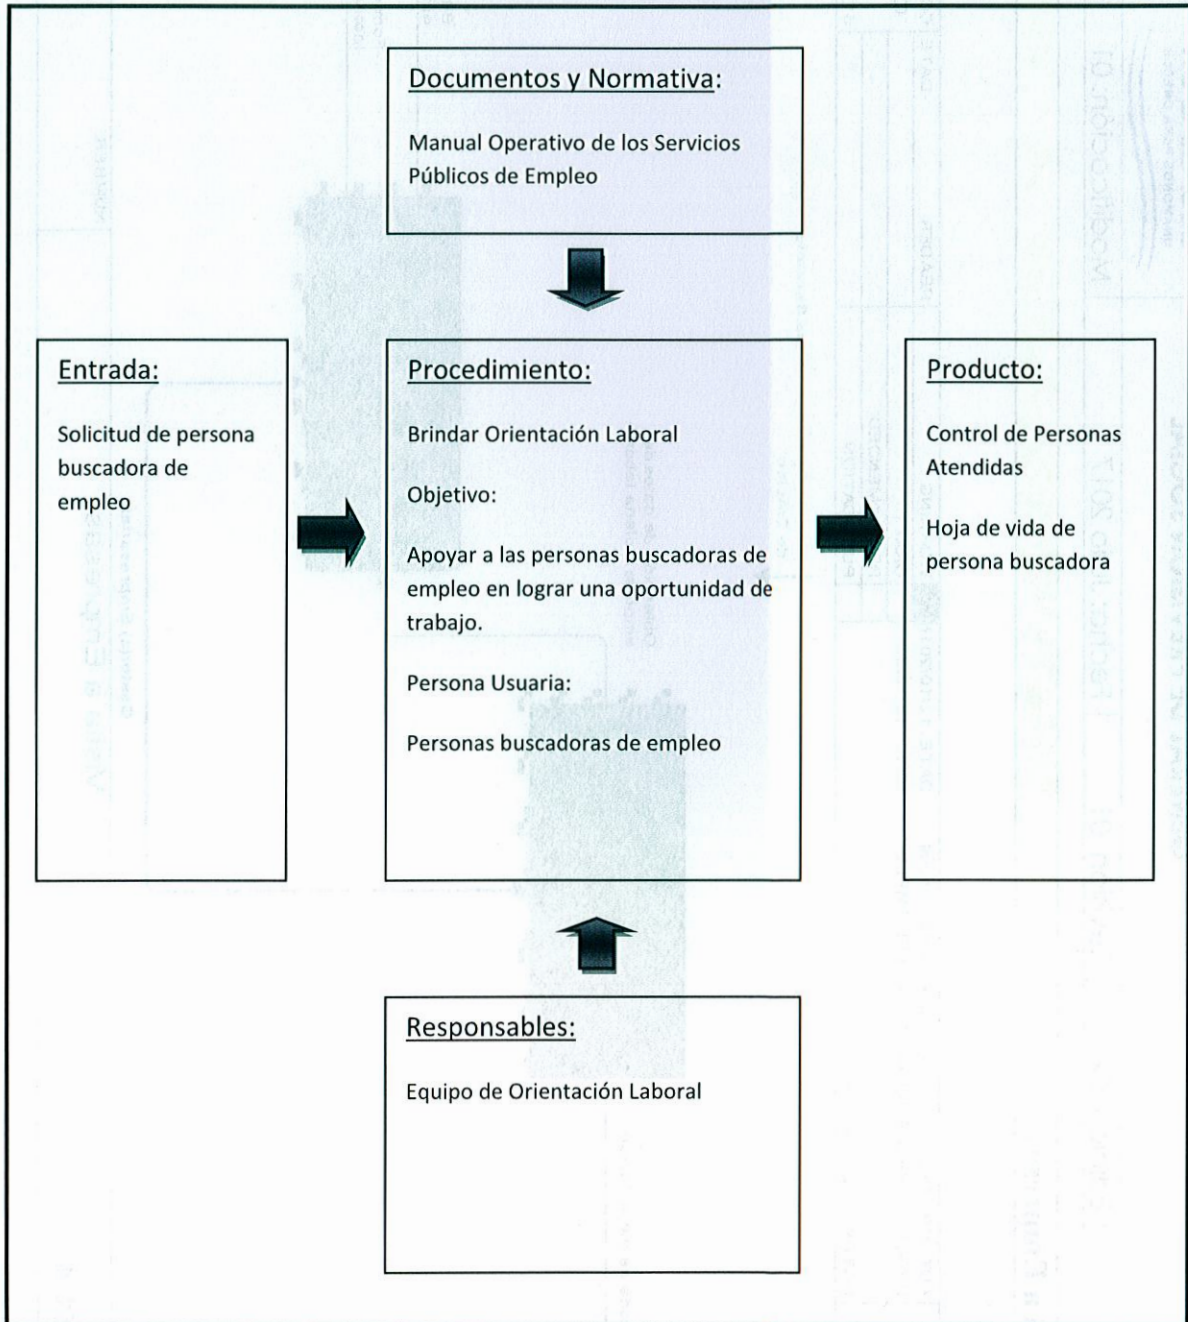 Documentos y Normativa:
Manual Operativo de los Servicios
Públicos de Empleo
Entrada:
Solicitud de persona
buscadora de
empleo
Procedimiento:
Brindar Orientación Laboral
Objetivo:
Apoyar a las personas buscadoras de
empleo en lograr una oportunidad de
trabajo.
Persona Usuaria:
Personas buscadoras de empleo
Producto:
Control de Personas
Atendidas
Hoja de vida de
persona buscadora
Responsables:
Equipo de Orientación Laboral